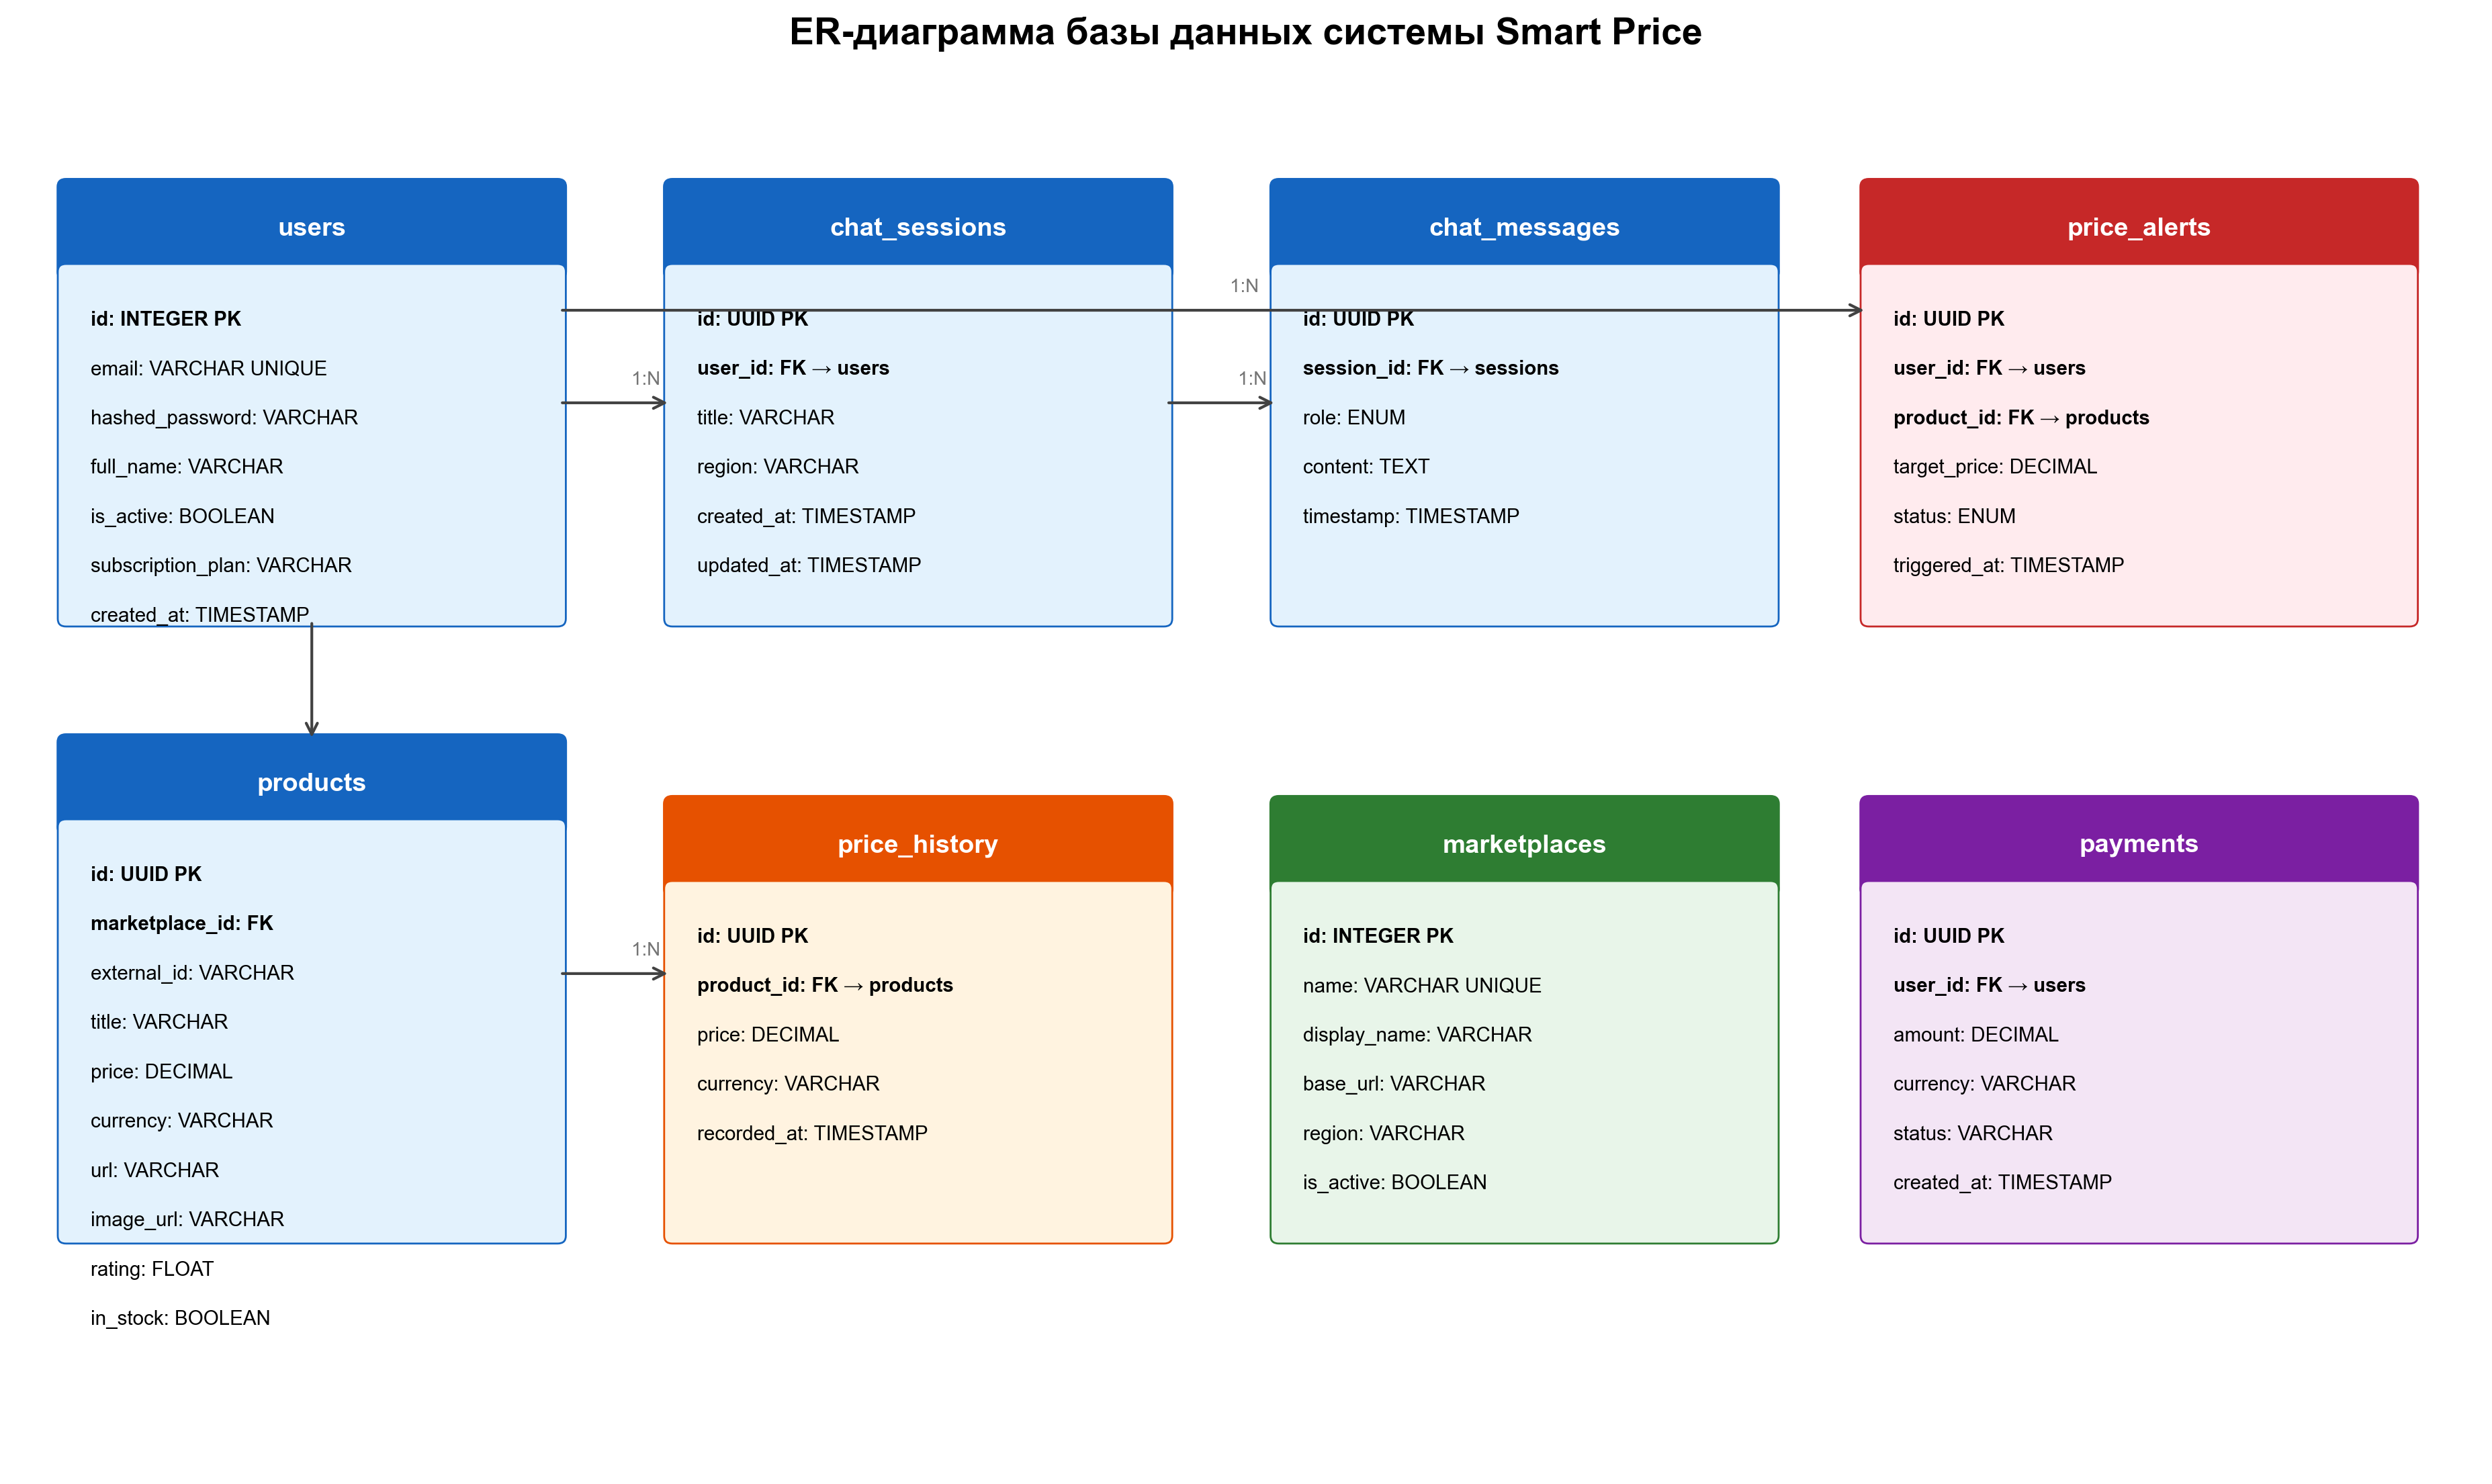 ER-диаграмма базы данных системы Smart Price
users
id: INTEGER PK
email: VARCHAR UNIQUE
hashed_password: VARCHAR
full_name: VARCHAR
is_active: BOOLEAN
subscription_plan: VARCHAR
created_at: TIMESTAMP
1:N
chat_sessions
id: UUID PK
user_id: FK → users
title: VARCHAR
region: VARCHAR
created_at: TIMESTAMP
updated_at: TIMESTAMP
1:N
1:N
chat_messages
id: UUID PK
session_id: FK → sessions
role: ENUM
content: TEXT
timestamp: TIMESTAMP
price_alerts
id: UUID PK
user_id: FK → users
product_id: FK → products
target_price: DECIMAL
status: ENUM
triggered_at: TIMESTAMP
products
id: UUID PK
marketplace_id: FK
external_id: VARCHAR
title: VARCHAR
price: DECIMAL
currency: VARCHAR
url: VARCHAR
image_url: VARCHAR
rating: FLOAT
in_stock: BOOLEAN
1:N
price_history
id: UUID PK
product_id: FK → products
price: DECIMAL
currency: VARCHAR
recorded_at: TIMESTAMP
marketplaces
id: INTEGER PK
name: VARCHAR UNIQUE
display_name: VARCHAR
base_url: VARCHAR
region: VARCHAR
is_active: BOOLEAN
payments
id: UUID PK
user_id: FK → users
amount: DECIMAL
currency: VARCHAR
status: VARCHAR
created_at: TIMESTAMP